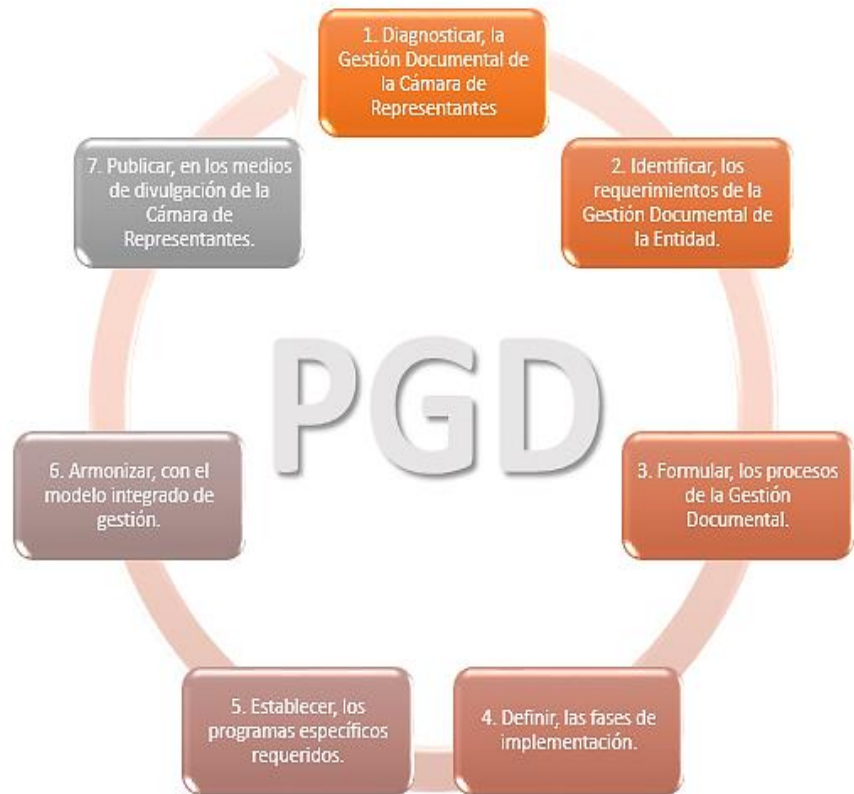 1. Diagnosticar, la
Gestión Documental de
la Cámara de
Representantes
2. Identificar, los
requerimientos de la
Gestión Documental de
la Entidad.
3. Formular, los procesos
de la Gestión
Documental.
4. Definir, las fases de
implementación.
5. Establecer, los
programas específicos
requeridos.
6. Armonizar, con el
modelo integrado de
gestión.
7. Publicar, en los medios
de divulgación de la
Cámara de
Representantes.
PGD